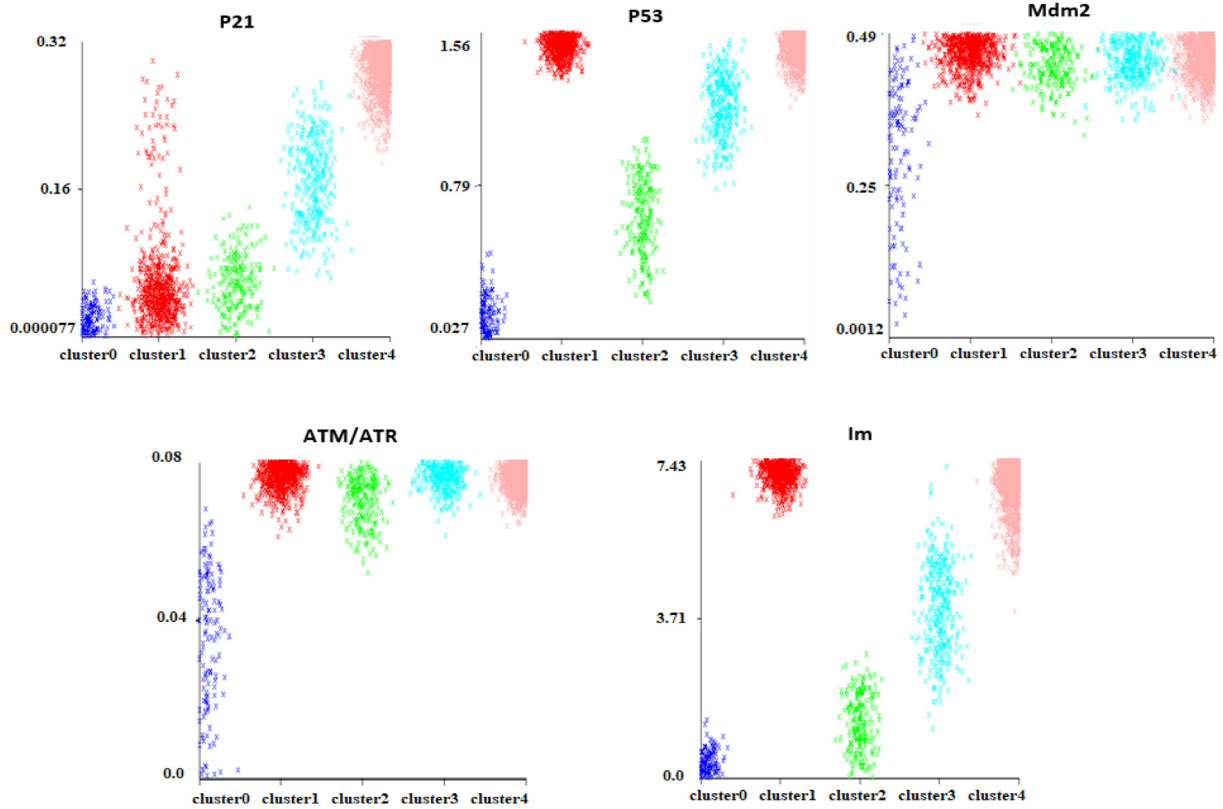 P21
0.32
0.16
0.000077
cluster0 cluster1 cluster2 cluster3 cluster4
P53
1.56
0.79
0.027
cluster0 cluster1 cluster2 cluster3 cluster4
Mdm2
0.49
0.25
0.0012
cluster0 cluster1 cluster2 cluster3 cluster4
ATM/ATR
0.08
0.04
0.0
cluster0 cluster1 cluster2 cluster3 cluster4
Im
7.43
3.71
0.0
cluster0 cluster1 cluster2 cluster3 cluster4